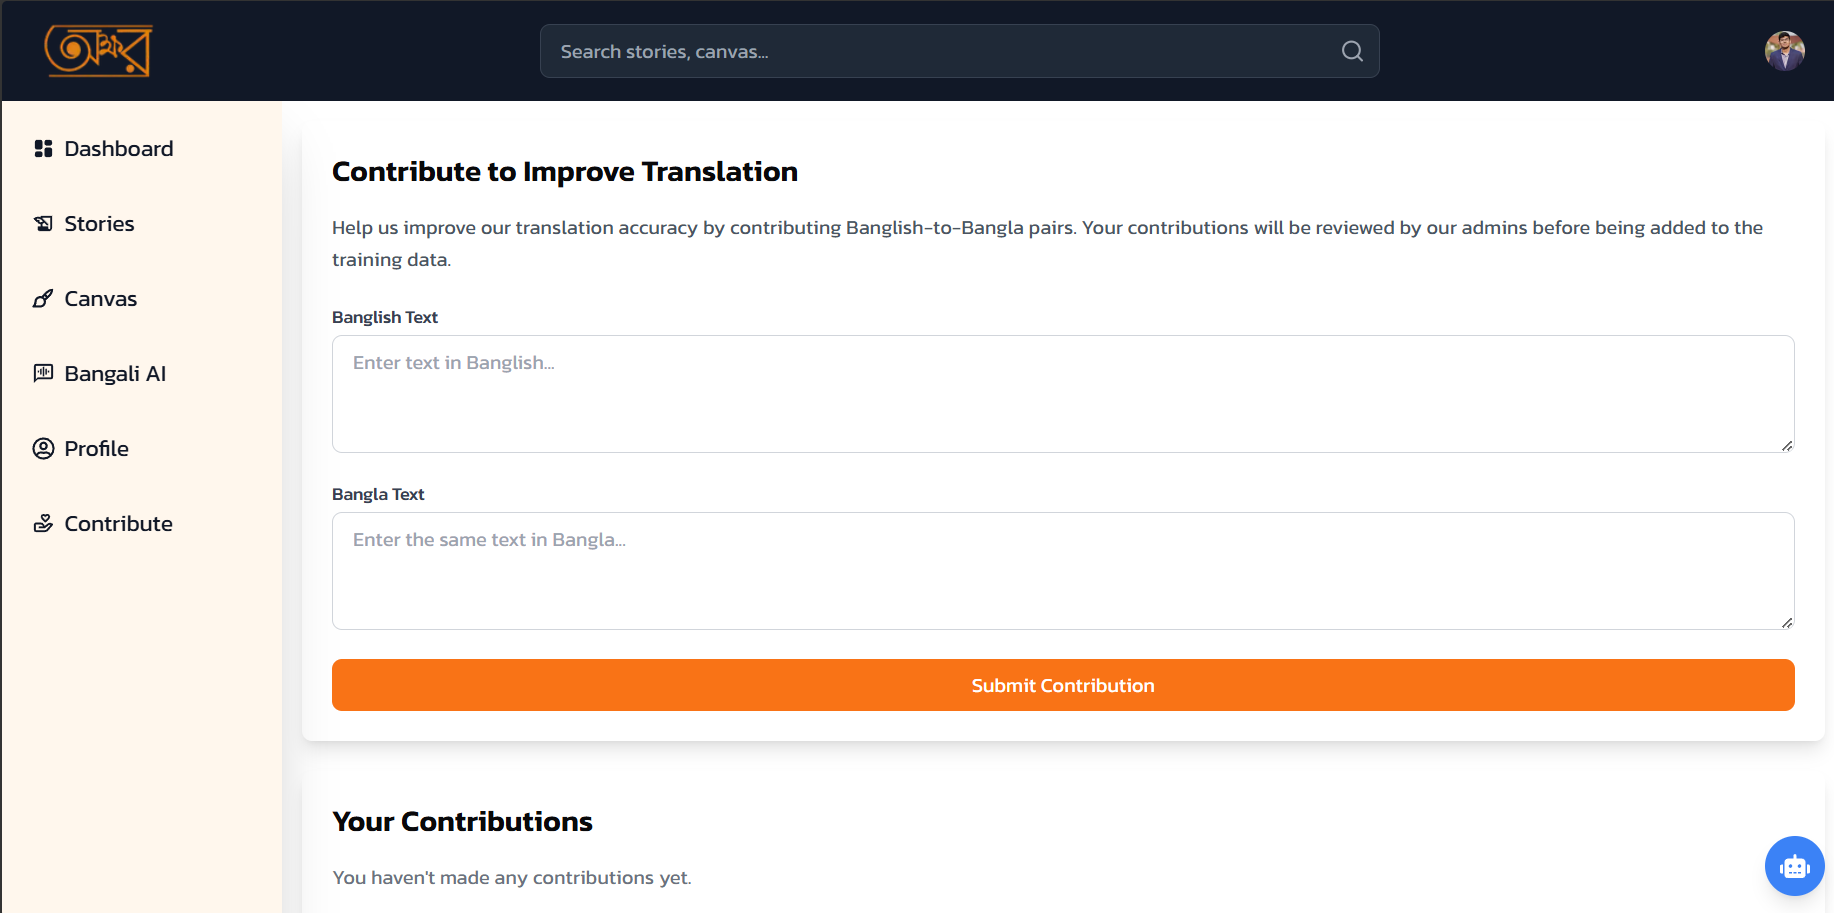 অক্ষর
Search stories, canvas...
Dashboard
Stories
Canvas
Bangali AI
Profile
Contribute
Contribute to Improve Translation
Help us improve our translation accuracy by contributing Banglish-to-Bangla pairs. Your contributions will be reviewed by our admins before being added to the
training data.
Banglish Text
Enter text in Banglish...
Bangla Text
Enter the same text in Bangla...
Submit Contribution
Your Contributions
You haven't made any contributions yet.